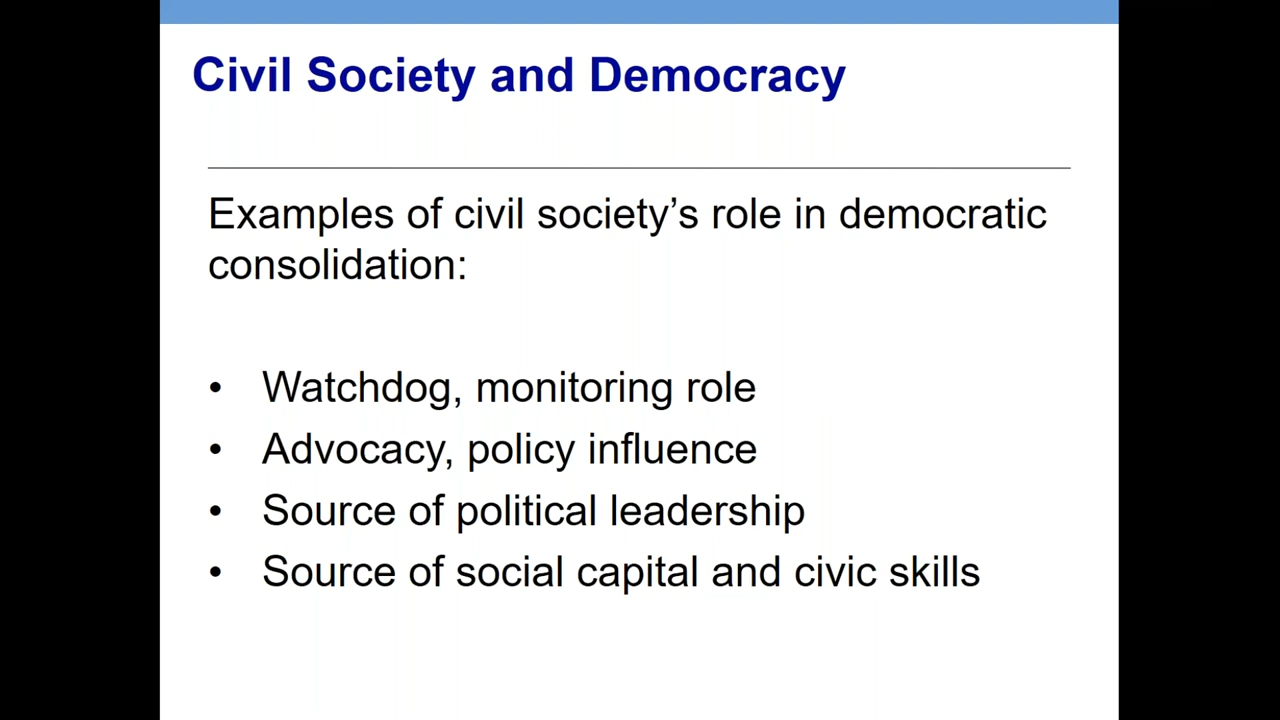 Civil Society and Democracy
Examples of civil society’s role in democratic
consolidation:
• Watchdog, monitoring role
• Advocacy, policy influence
• Source of political leadership
• Source of social capital and civic skills